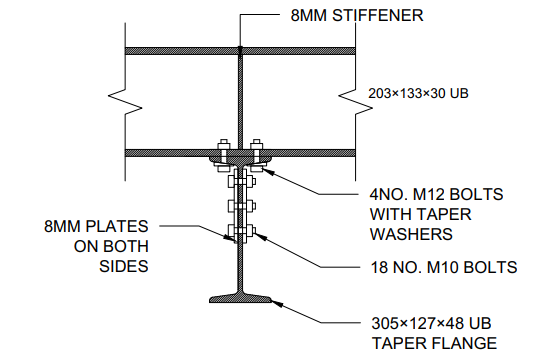 8MM STIFFENER
203×133×30 UB
4NO. M12 BOLTS
WITH TAPER
WASHERS
8MM PLATES
ON BOTH
SIDES
18 NO. M10 BOLTS
305×127×48 UB
TAPER FLANGE